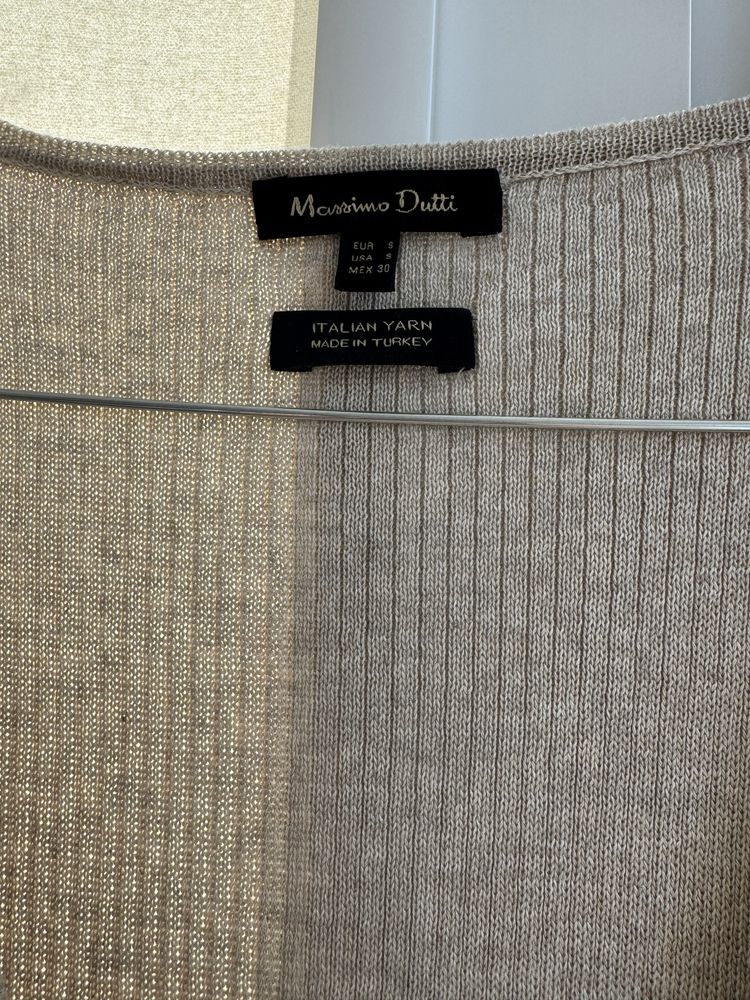 Massimo Dutti
EUR S
USA S
MEX 30
ITALIAN YARN
MADE IN TURKEY